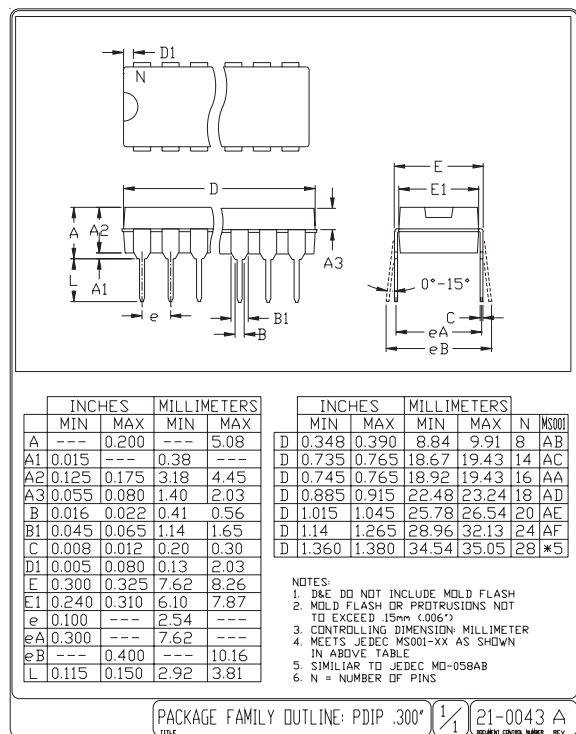 D1
N
D
E
E1
A
A2
A3
L
A1
0°-15°
e
B1
B
C
eA
eB
INCHES MILLIMETERS
MIN MAX MIN MAX
A --- 0.200 --- 5.08
A1 0.015 --- 0.38 ---
A2 0.125 0.175 3.18 4.45
A3 0.055 0.080 1.40 2.03
B 0.016 0.022 0.41 0.56
B1 0.045 0.065 1.14 1.65
C 0.008 0.012 0.20 0.30
D1 0.005 0.080 0.13 2.03
E 0.300 0.325 7.62 8.26
E1 0.240 0.310 6.10 7.87
e 0.100 --- 2.54 ---
eA 0.300 --- 7.62 ---
eB --- 0.400 --- 10.16
L 0.115 0.150 2.92 3.81
INCHES MILLIMETERS
MIN MAX MIN MAX N MS001
D 0.348 0.390 8.84 9.91 8 AB
D 0.735 0.765 18.67 19.43 14 AC
D 0.745 0.765 18.92 19.43 16 AA
D 0.885 0.915 22.48 23.24 18 AD
D 1.015 1.045 25.78 26.54 20 AE
D 1.14 1.265 28.96 32.13 24 AF
D 1.360 1.380 34.54 35.05 28 *5
NOTES:
1. D&E DO NOT INCLUDE MOLD FLASH
2. MOLD FLASH OR PROTRUSIONS NOT
TO EXCEED .15mm (.006")
3. CONTROLLING DIMENSION: MILLIMETER
4. MEETS JEDEC MS001-XX AS SHOWN
IN ABOVE TABLE
5. SIMILIAR TO JEDEC MO-058AB
6. N = NUMBER OF PINS
PACKAGE FAMILY OUTLINE: PDIP .300" 1/1 21-0043 A
TITLE DOCUMENT CONTROL NUMBER REV